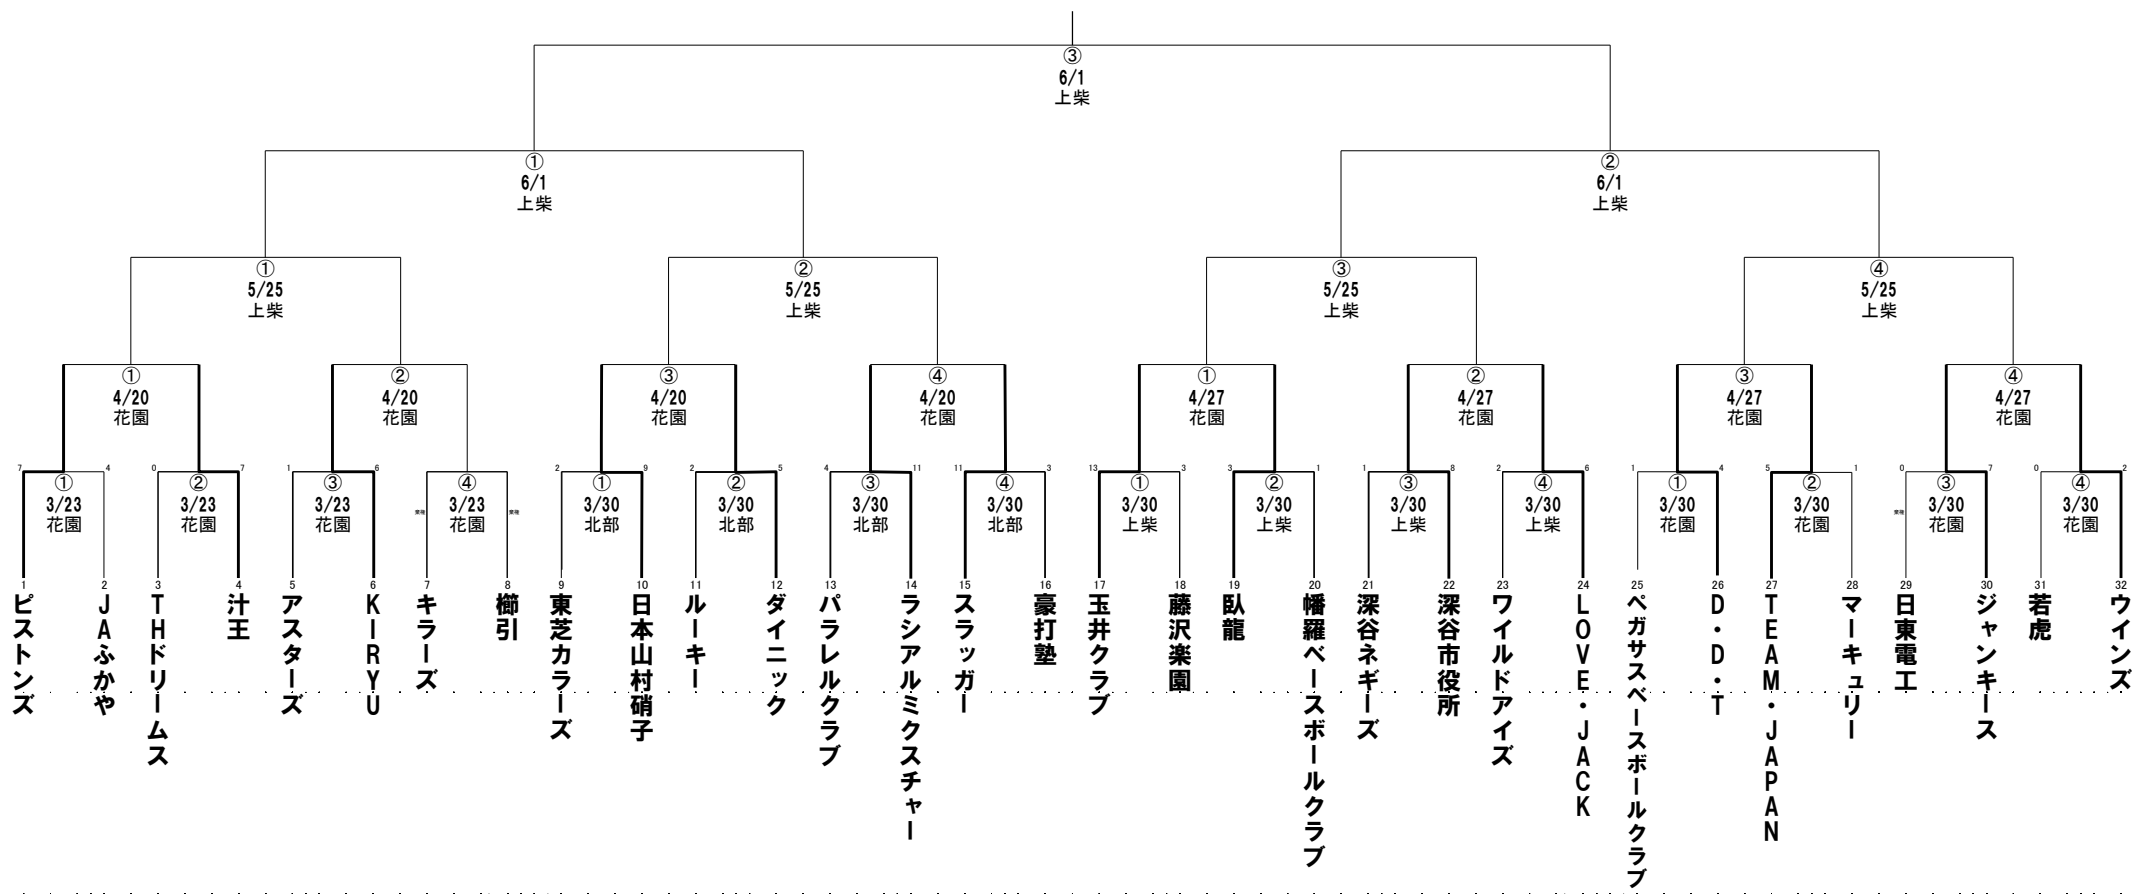 ③
6/1
上柴
①
6/1
上柴
②
6/1
上柴
①
5/25
上柴
②
5/25
上柴
③
5/25
上柴
④
5/25
上柴
①
4/20
花園
②
4/20
花園
③
4/20
花園
④
4/20
花園
①
4/27
花園
②
4/27
花園
③
4/27
花園
④
4/27
花園
7 4 0 7 1 6 2 9 2 5 4 11 11 3 13 3 3 1 1 8 2 6 1 4 5 1 0 7 0 2
①
3/23
花園
②
3/23
花園
③
3/23
花園
④
3/23
花園
①
3/30
北部
②
3/30
北部
③
3/30
北部
④
3/30
北部
①
3/30
上柴
②
3/30
上柴
③
3/30
上柴
④
3/30
上柴
①
3/30
花園
②
3/30
花園
③
3/30
花園
④
3/30
花園
1
ピストンズ
2
JAふかや
3
THドリームス
4
汁王
5
アスターズ
6
KIRYU
7
キラーズ
8
櫛引
9
東芝カラーズ
10
日本山村硝子
11
ルーキー
12
ダイニック
13
パラレルクラブ
14
ラシアルミクスチャー
15
スラッガー
16
豪打塾
17
玉井クラブ
18
藤沢楽園
19
臥龍
20
幡羅ベースボールクラブ
21
深谷ネギーズ
22
深谷市役所
23
ワイルドアイズ
24
LOVE・JACK
25
ペガサスベースボールクラブ
26
D・D・T
27
TEAM・JAPAN
28
マーキュリー
29
日東電工
30
ジャンキース
31
若虎
32
ウインズ